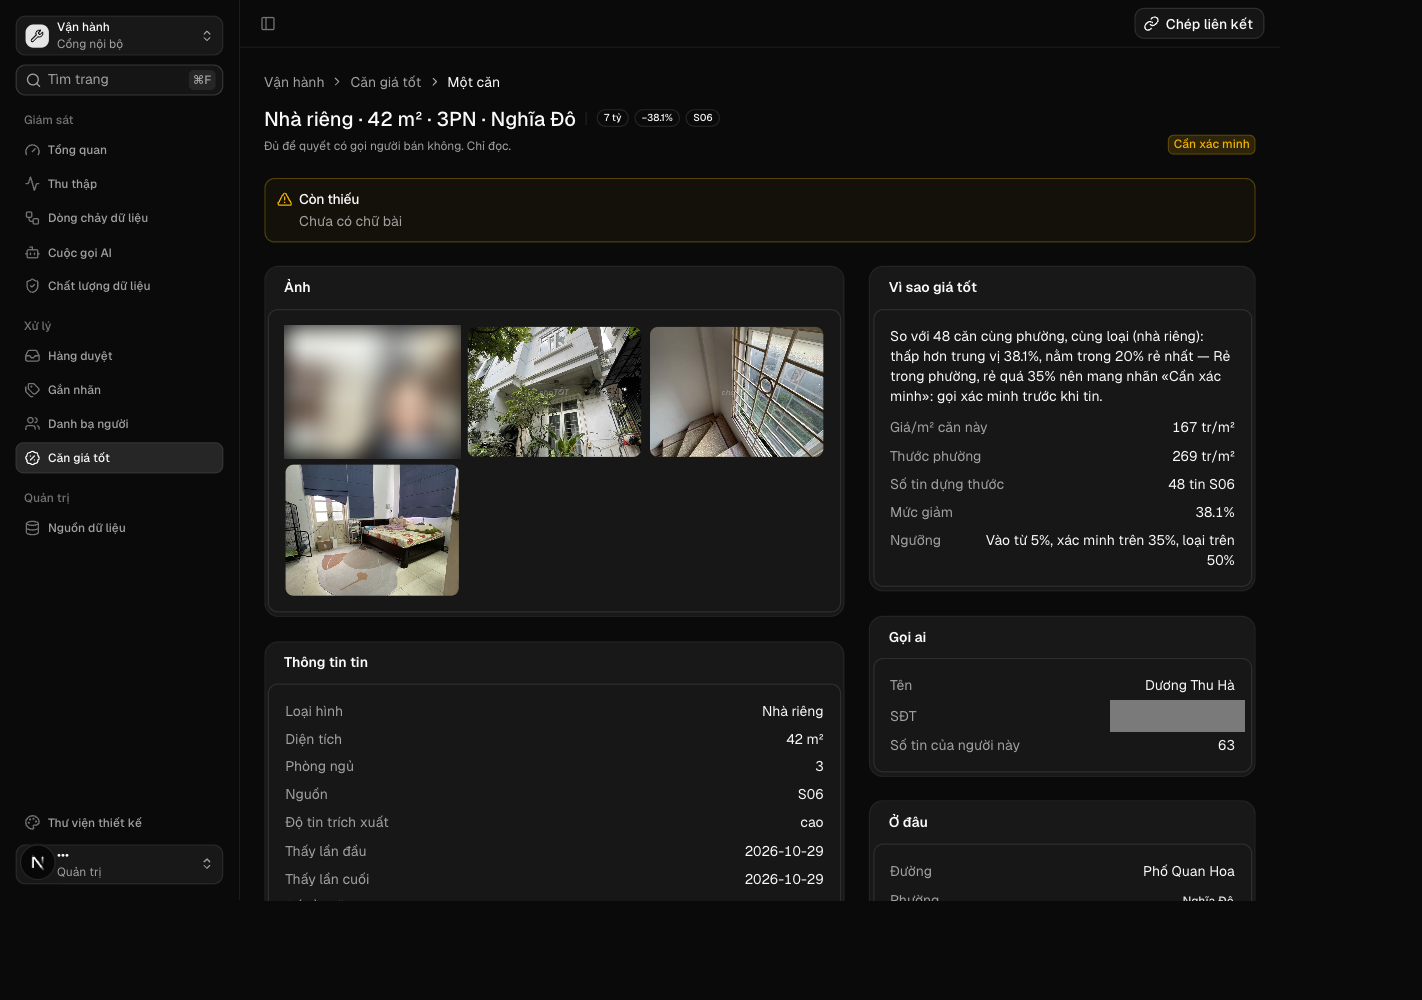 Vận hành
Cổng nội bộ
Tìm trang
⌘F
Giám sát
Tổng quan
Thu thập
Dòng chảy dữ liệu
Cuộc gọi AI
Chất lượng dữ liệu
Xử lý
Hàng duyệt
Gắn nhãn
Danh bạ người
Căn giá tốt
Quản trị
Nguồn dữ liệu
Thư viện thiết kế
N
•••
Quản trị
Chép liên kết
Vận hành > Căn giá tốt > Một căn
Nhà riêng · 42 m² · 3PN · Nghĩa Đô
7 tỷ
−38.1%
S06
Đủ để quyết có gọi người bán không. Chỉ đọc.
Cần xác minh
Còn thiếu
Chưa có chữ bài
Ảnh
Thông tin tin
Loại hình Nhà riêng
Diện tích 42 m²
Phòng ngủ 3
Nguồn S06
Độ tin trích xuất cao
Thấy lần đầu 2026-10-29
Thấy lần cuối 2026-10-29
Vì sao giá tốt
So với 48 căn cùng phường, cùng loại (nhà riêng):
thấp hơn trung vị 38.1%, nằm trong 20% rẻ nhất — Rẻ
trong phường, rẻ quá 35% nên mang nhãn «Cần xác
minh»: gọi xác minh trước khi tin.
Giá/m² căn này 167 tr/m²
Thước phường 269 tr/m²
Số tin dựng thước 48 tin S06
Mức giảm 38.1%
Ngưỡng Vào từ 5%, xác minh trên 35%, loại trên
50%
Gọi ai
Tên Dương Thu Hà
SĐT
Số tin của người này 63
Ở đâu
Đường Phố Quan Hoa
Phường Nghĩa Đô